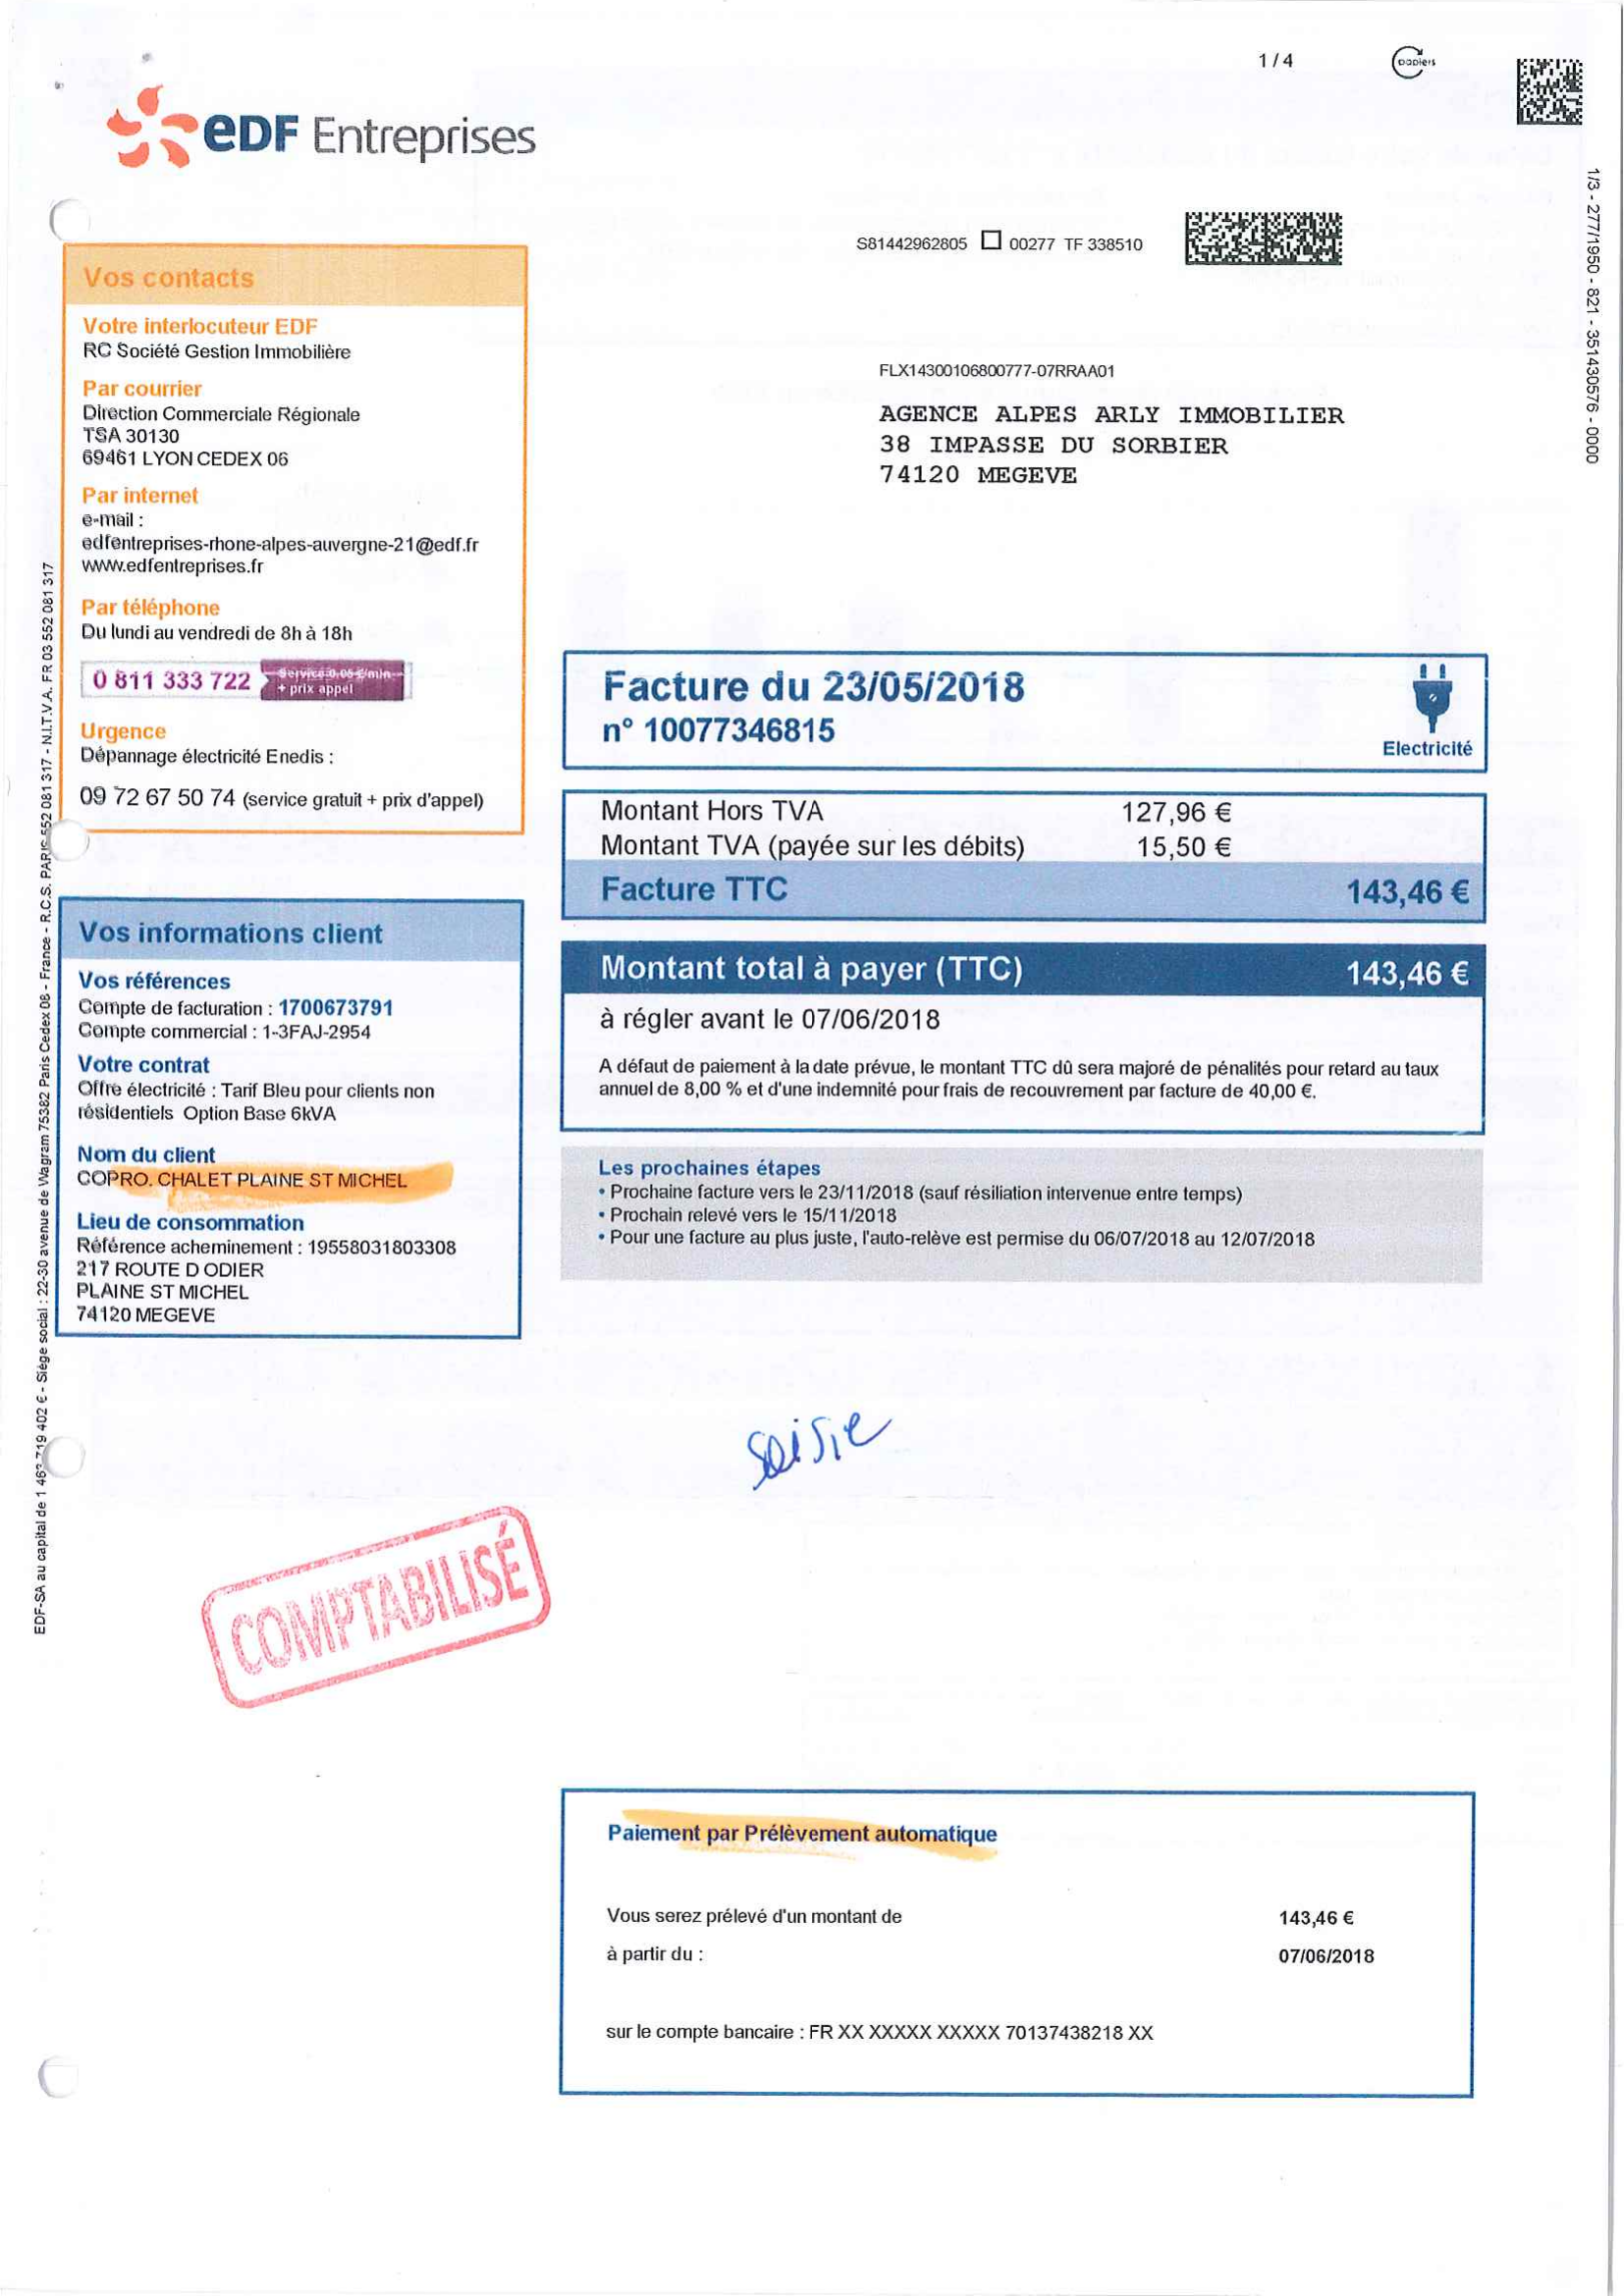 1 / 4
papiers
eDF Entreprises
S81442962805 00277 TF 338510
1/3 - 277/1950 - 821 - 351430576 - 0000
Vos contacts
Votre interlocuteur EDF
RC Société Gestion Immobilière
Par courrier
Direction Commerciale Régionale
TSA 30130
69461 LYON CEDEX 06
Par internet
e-mail :
edfentreprises-rhone-alpes-auvergne-21@edf.fr
www.edfentreprises.fr
Par téléphone
Du lundi au vendredi de 8h à 18h
0 811 333 722
Service 0,05 €/min
+ prix appel
Urgence
Dépannage électricité Enedis :
09 72 67 50 74 (service gratuit + prix d'appel)
FLX14300106800777-07RRAA01
AGENCE ALPES ARLY IMMOBILIER
38 IMPASSE DU SORBIER
74120 MEGEVE
Facture du 23/05/2018
n° 10077346815
Electricité
Montant Hors TVA 127,96 €
Montant TVA (payée sur les débits) 15,50 €
Facture TTC 143,46 €
Montant total à payer (TTC) 143,46 €
à régler avant le 07/06/2018
A défaut de paiement à la date prévue, le montant TTC dû sera majoré de pénalités pour retard au taux
annuel de 8,00 % et d'une indemnité pour frais de recouvrement par facture de 40,00 €.
Les prochaines étapes
• Prochaine facture vers le 23/11/2018 (sauf résiliation intervenue entre temps)
• Prochain relevé vers le 15/11/2018
• Pour une facture au plus juste, l'auto-relève est permise du 06/07/2018 au 12/07/2018
Vos informations client
Vos références
Compte de facturation : 1700673791
Compte commercial : 1-3FAJ-2954
Votre contrat
Offre électricité : Tarif Bleu pour clients non
résidentiels Option Base 6kVA
Nom du client
COPRO. CHALET PLAINE ST MICHEL
Lieu de consommation
Référence acheminement : 19558031803308
217 ROUTE D ODIER
PLAINE ST MICHEL
74120 MEGEVE
EDF-SA au capital de 1 719 402 € - Siège social : 22-30 avenue de Wagram 75382 Paris Cedex 08 - France - R.C.S. PARIS 552 081 317 - N.I.T.V.A. FR 03 552 081 317
saisie
COMPTABILISÉ
Paiement par Prélèvement automatique
Vous serez prélevé d'un montant de 143,46 €
à partir du : 07/06/2018
sur le compte bancaire : FR XX XXXXX XXXXX 70137438218 XX